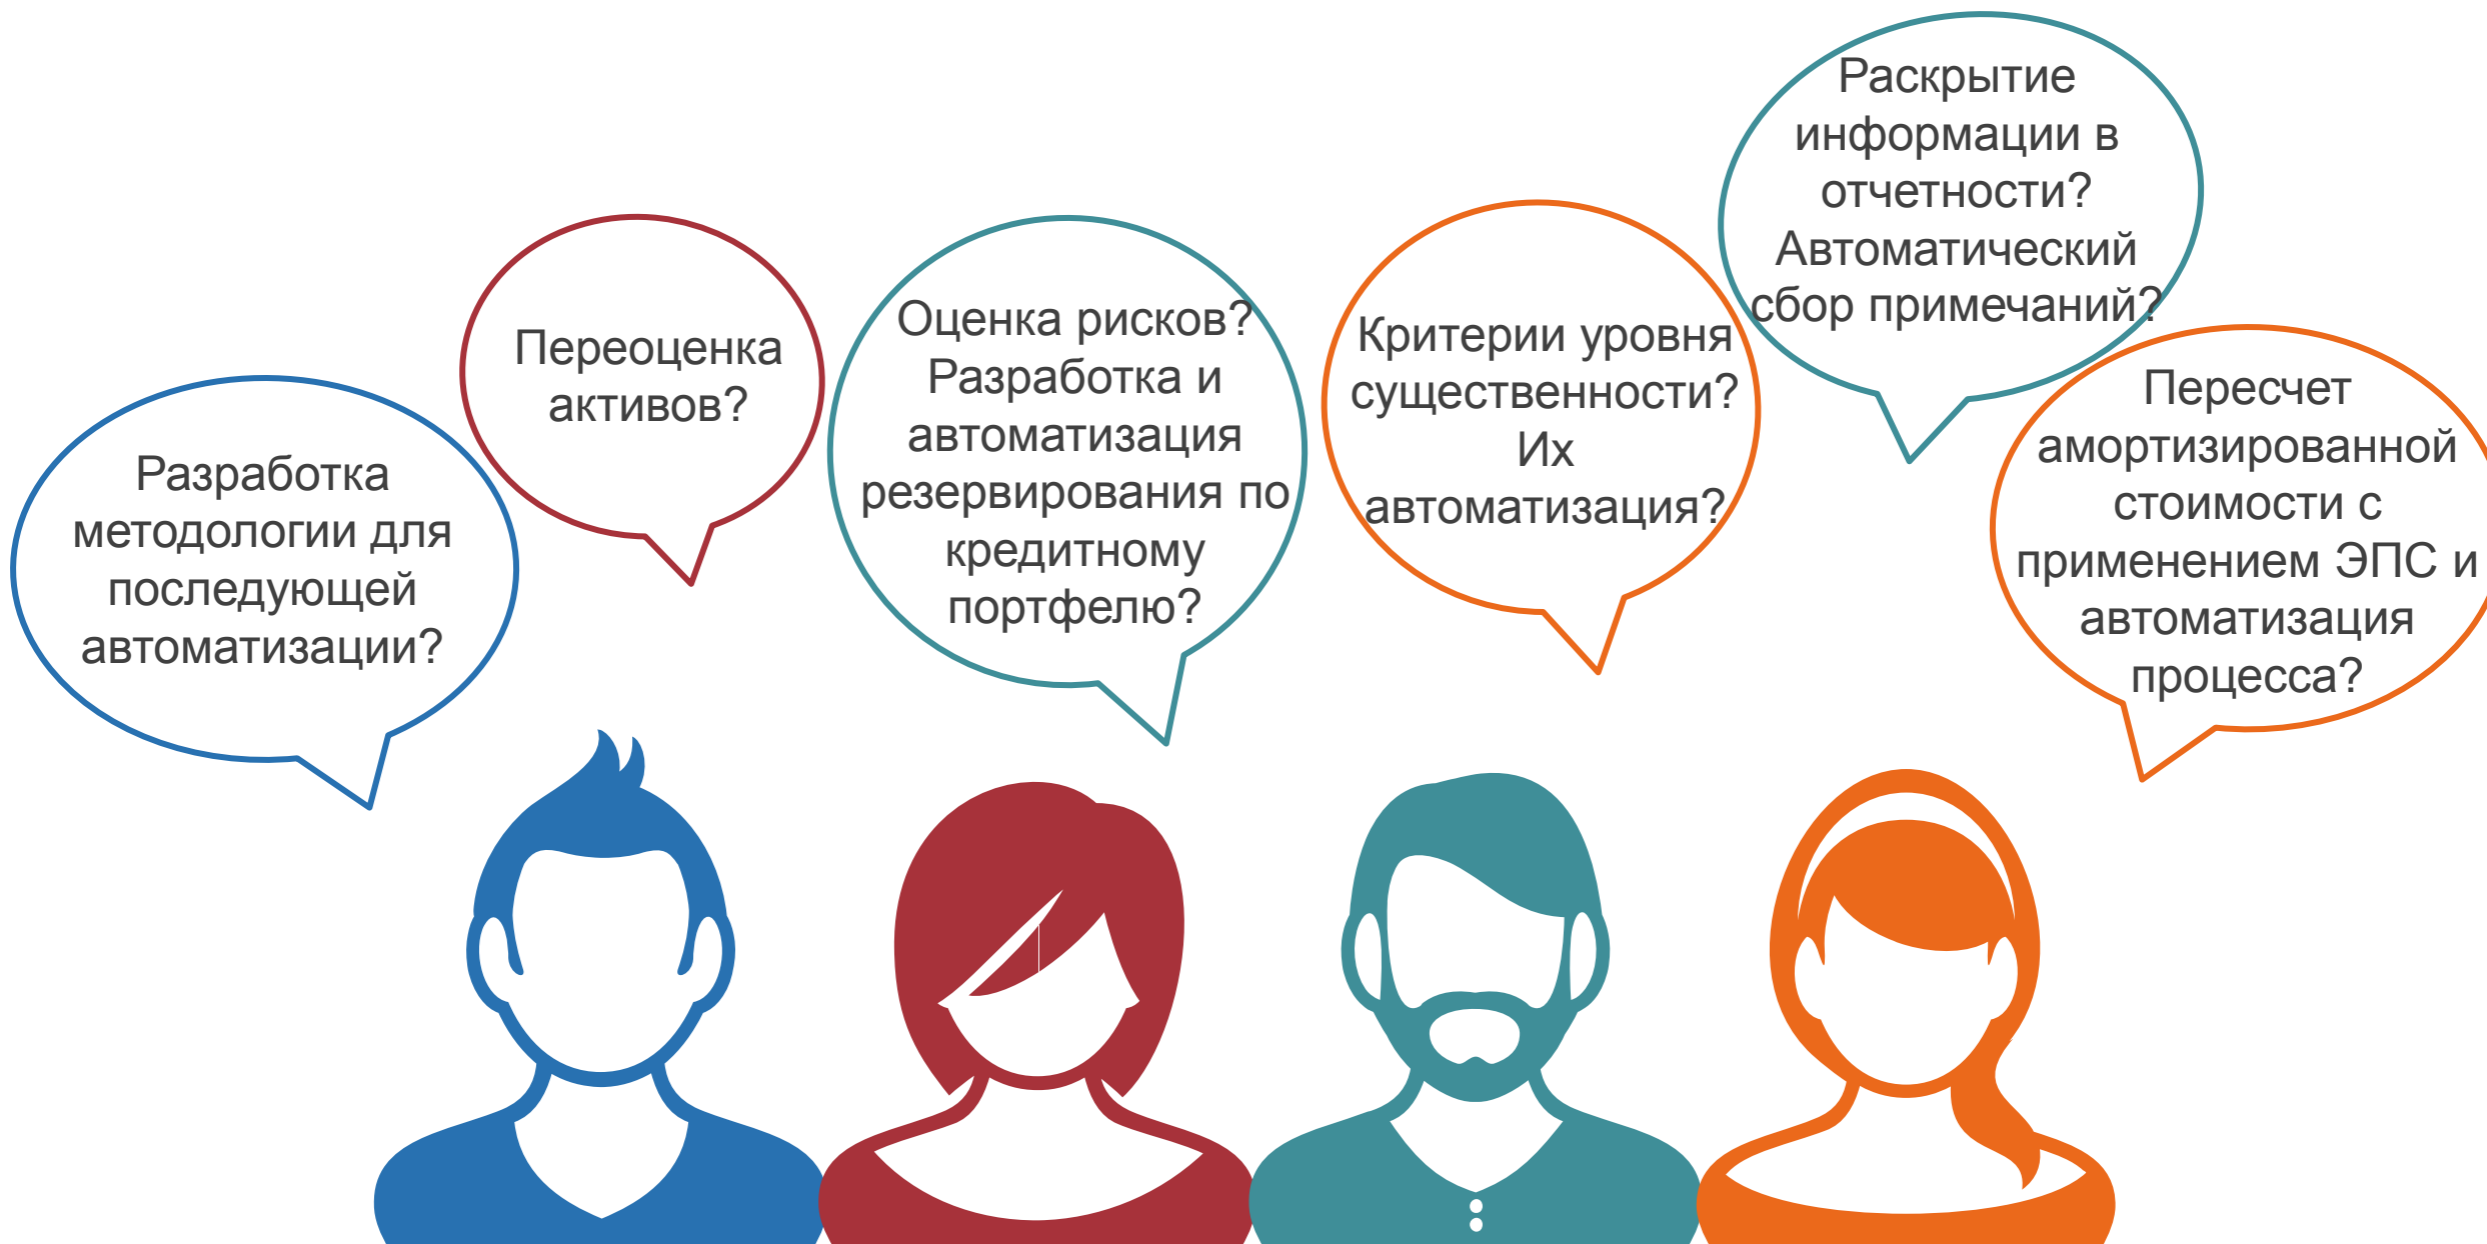 Разработка
методологии для
последующей
автоматизации?
Переоценка
активов?
Оценка рисков?
Разработка и
автоматизация
резервирования по
кредитному
портфелю?
Критерии уровня
существенности?
Их
автоматизация?
Раскрытие
информации в
отчетности?
Автоматический
сбор примечаний?
Пересчет
амортизированной
стоимости с
применением ЭПС и
автоматизация
процесса?